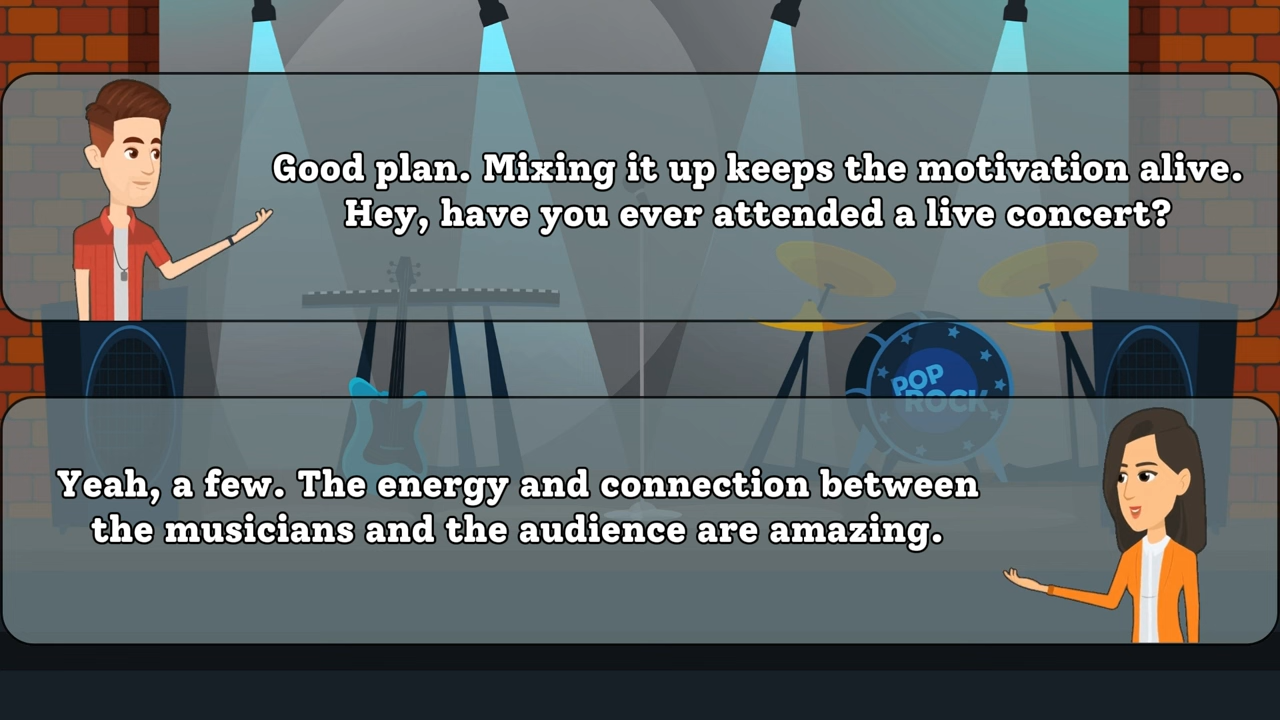 Good plan. Mixing it up keeps the motivation alive.
Hey, have you ever attended a live concert?
POP
ROCK
Yeah, a few. The energy and connection between
the musicians and the audience are amazing.